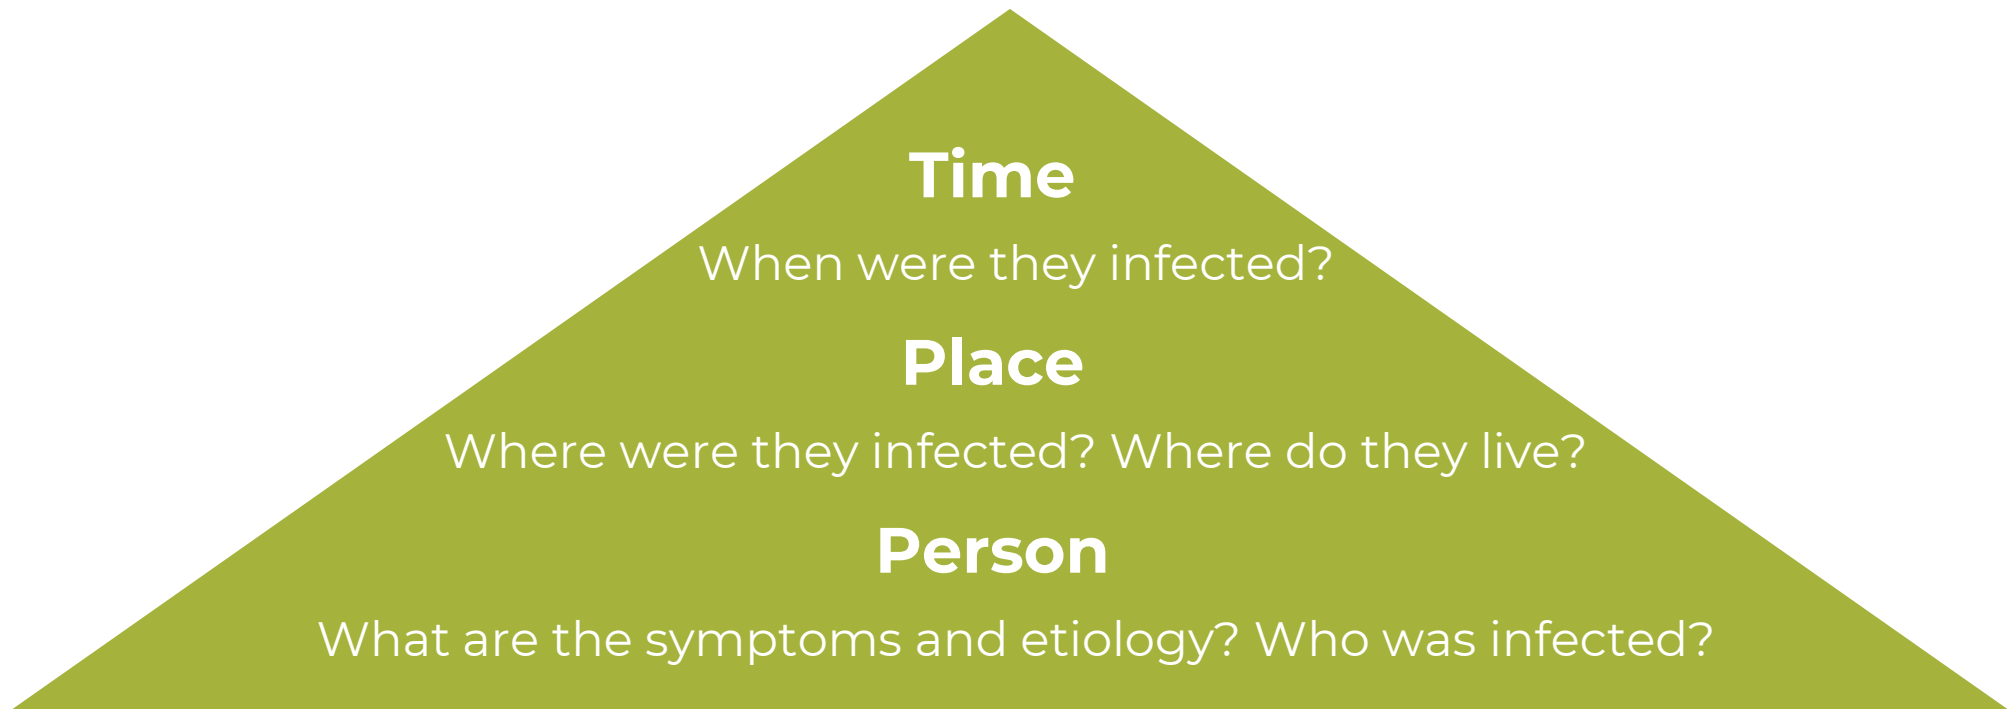 Time
When were they infected?
Place
Where were they infected? Where do they live?
Person
What are the symptoms and etiology? Who was infected?